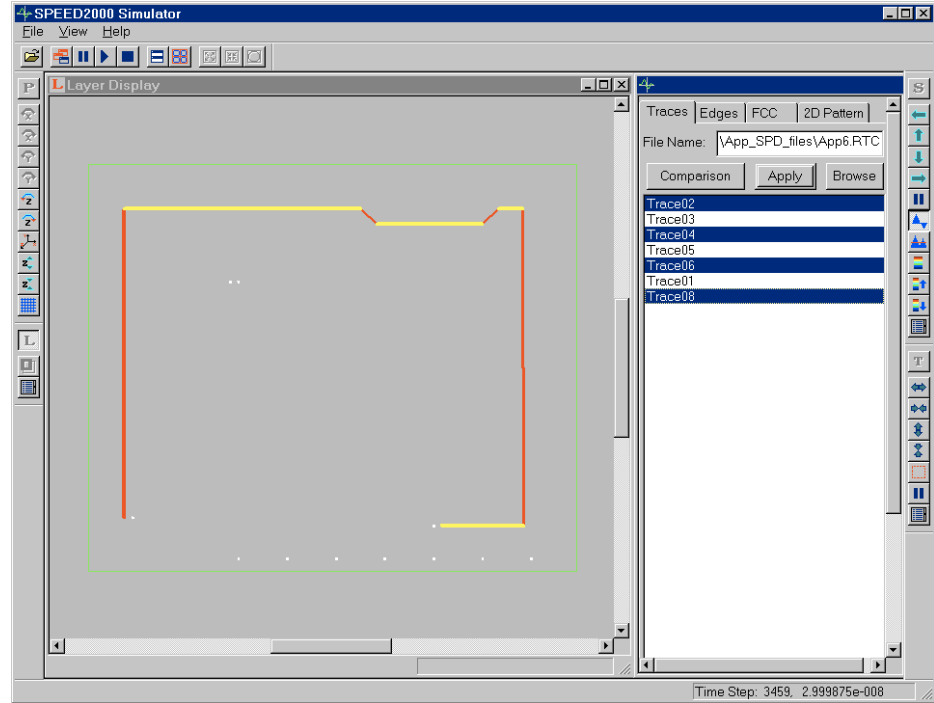 SPEED2000 Simulator
File View Help
P
L Layer Display
Traces Edges FCC 2D Pattern
File Name: \App_SPD_files\App6.RTC
Comparison Apply Browse
Trace02
Trace03
Trace04
Trace05
Trace06
Trace01
Trace08
z
z
z
z
L
S
T
Time Step: 3459, 2.999875e-008